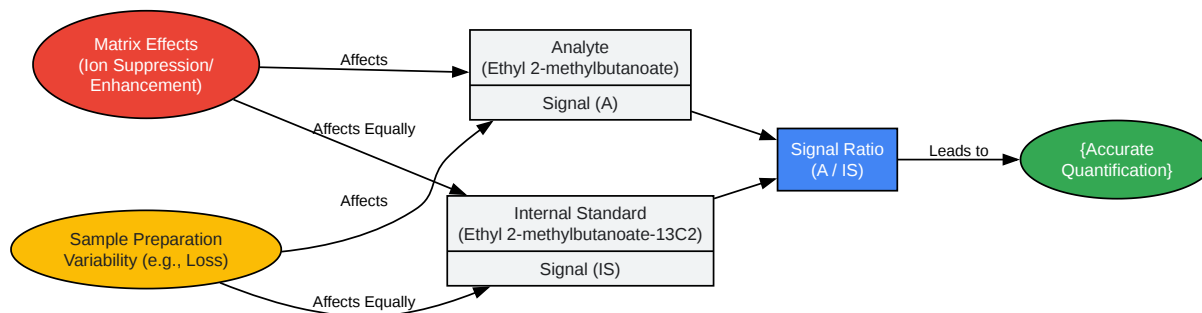 Matrix Effects
(Ion Suppression/
Enhancement)
Affects
Affects Equally
Analyte
(Ethyl 2-methylbutanoate)
Signal (A)
Sample Preparation
Variability (e.g., Loss)
Affects
Affects Equally
Internal Standard
(Ethyl 2-methylbutanoate-13C2)
Signal (IS)
Signal Ratio
(A / IS)
Leads to
{Accurate
Quantification}